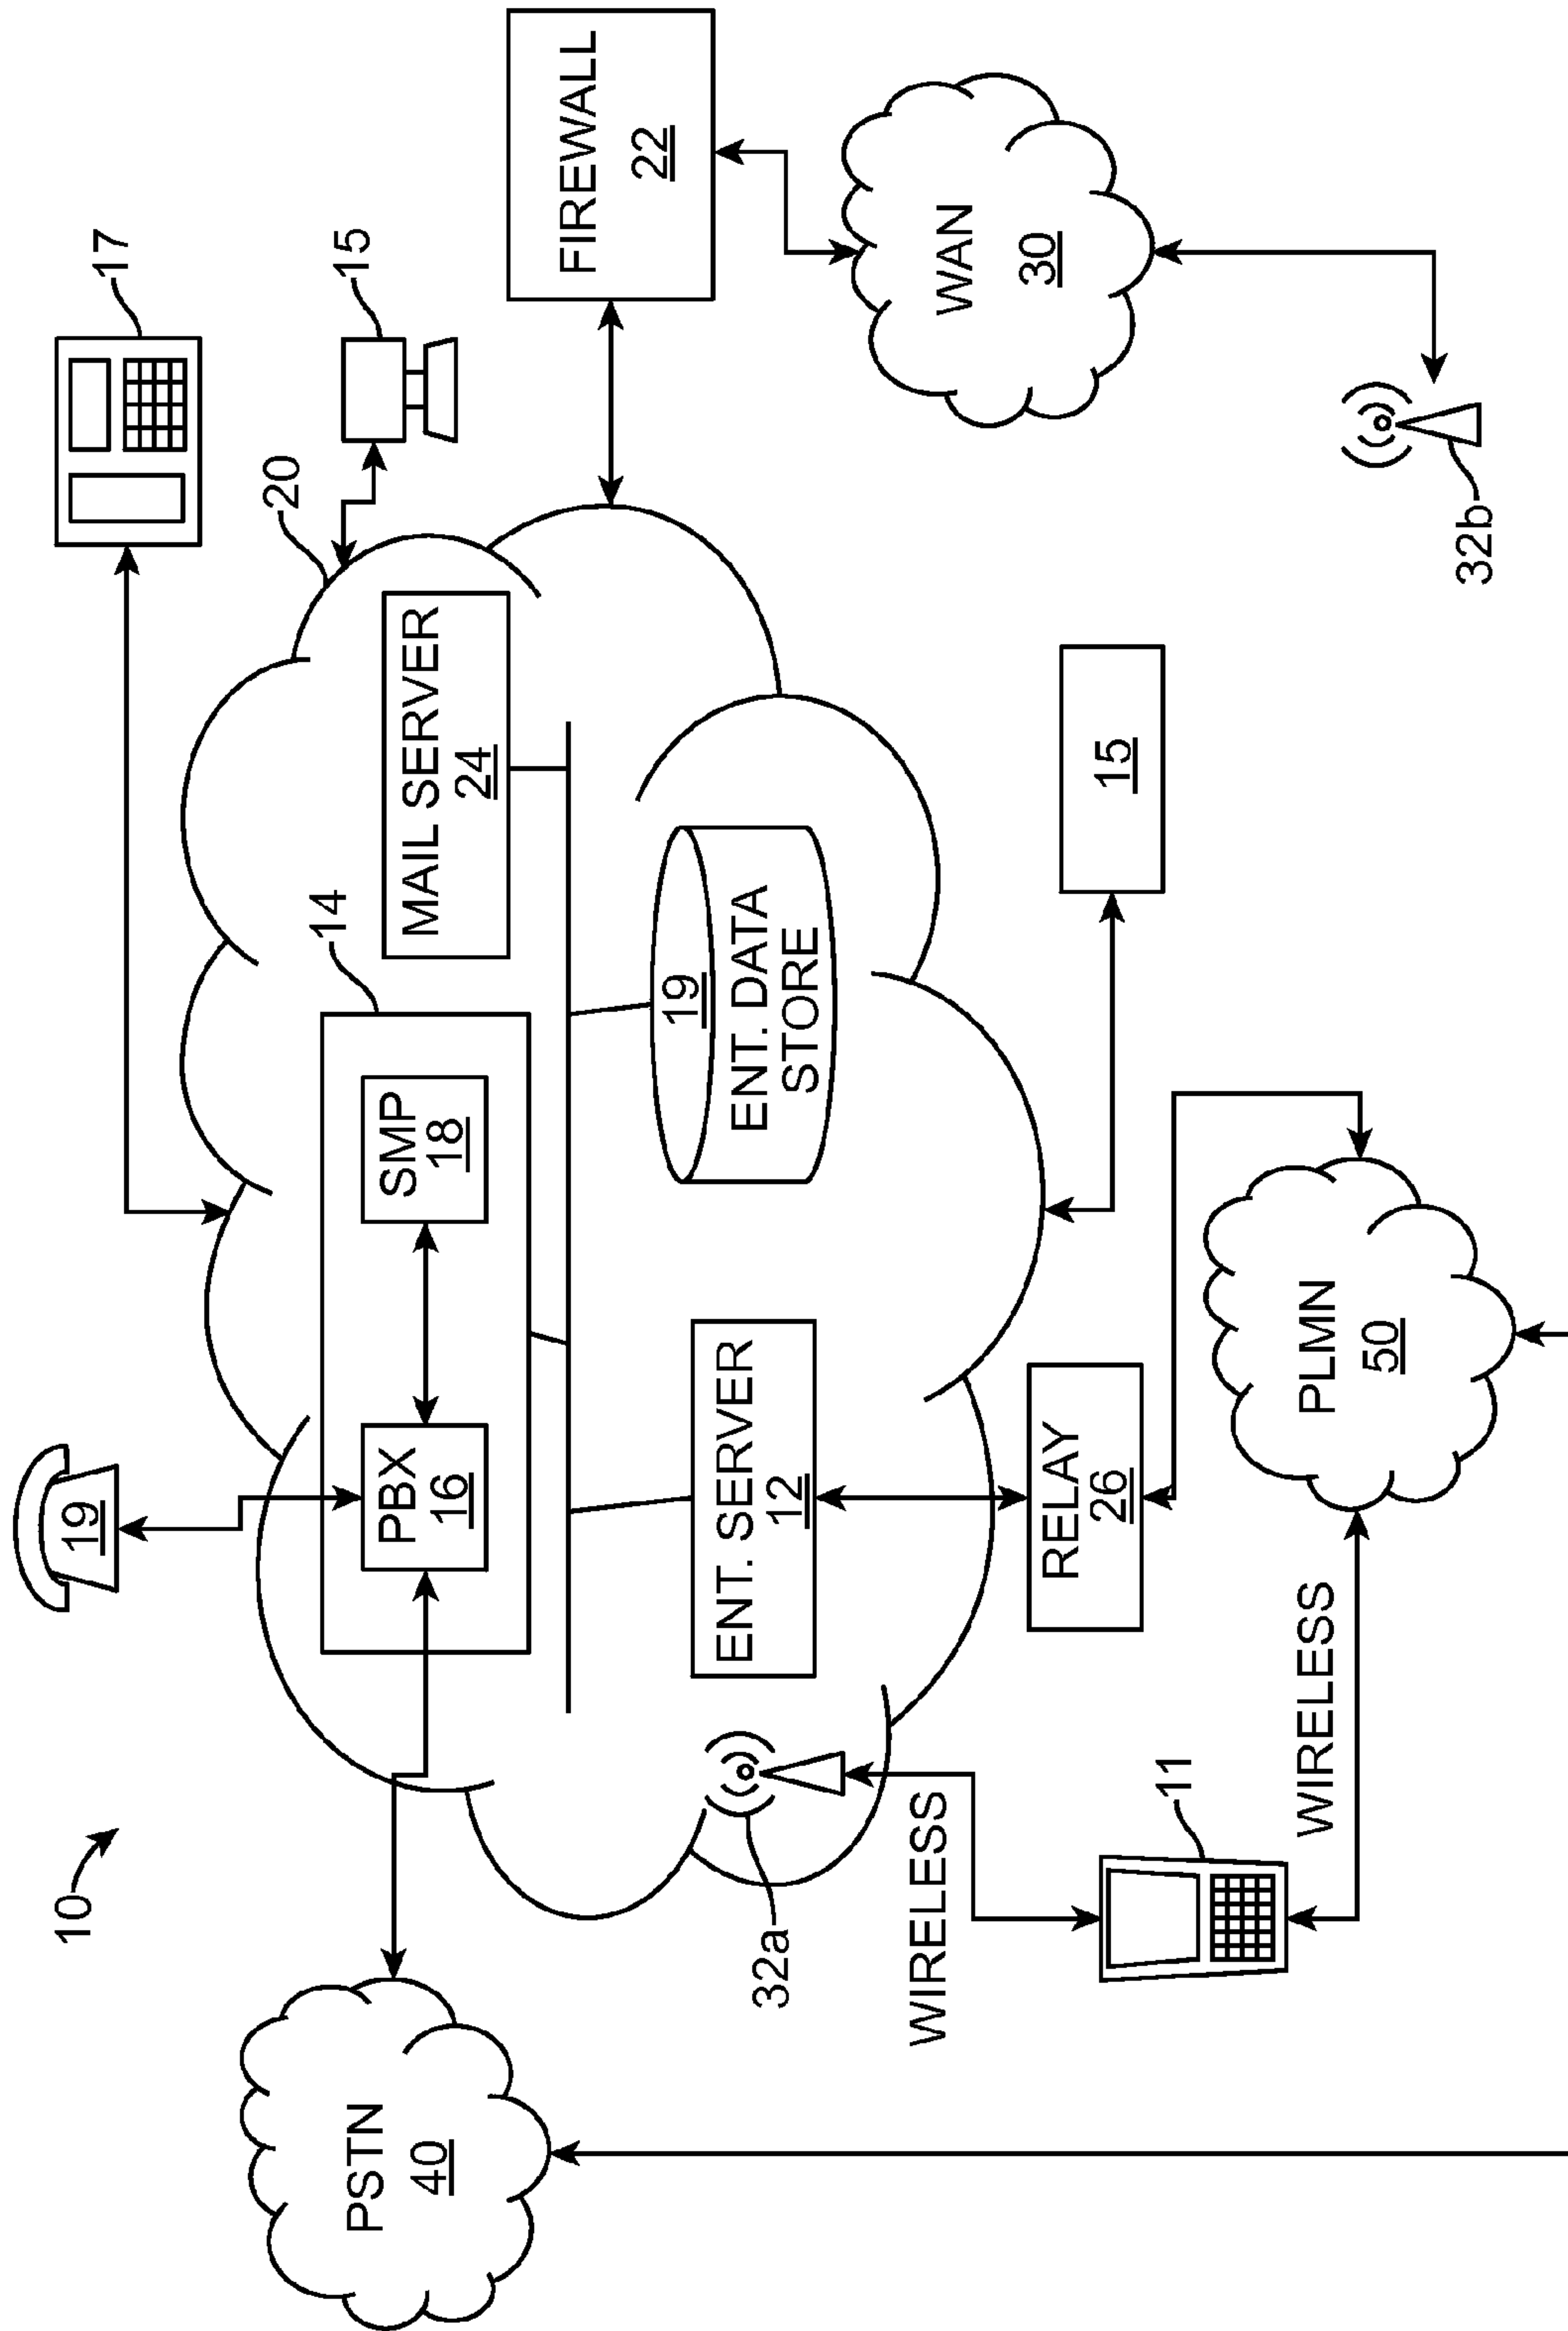 10
19
17
15
20
14
PSTN
40
PBX
16
SMP
18
MAIL SERVER
24
FIREWALL
22
ENT. SERVER
12
19
ENT. DATA
STORE
32a
WIRELESS
RELAY
26
15
WAN
30
11
WIRELESS
PLMN
50
32b